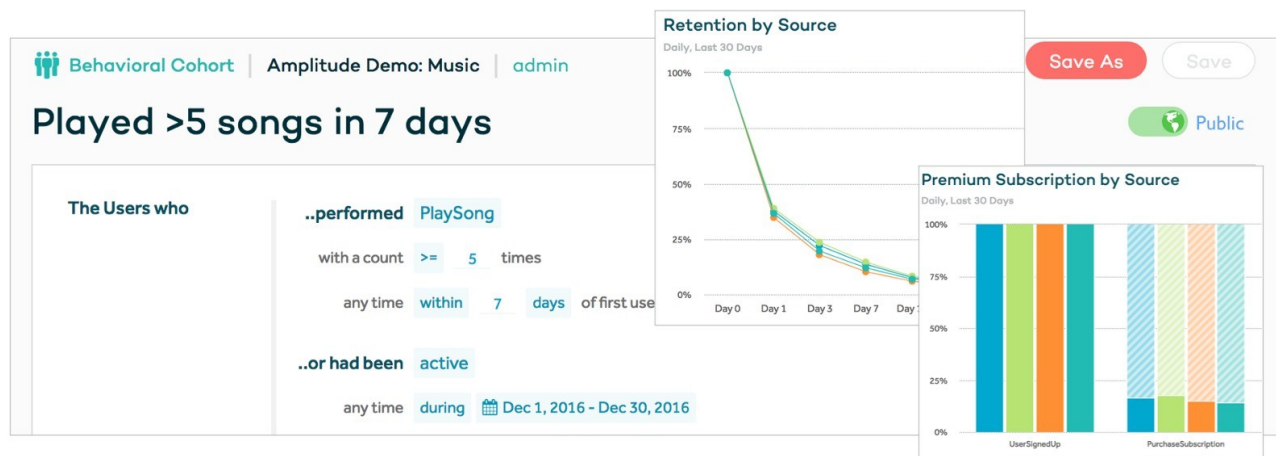 Behavioral Cohort | Amplitude Demo: Music | admin
Save As
Save
Played >5 songs in 7 days
Public
The Users who
..performed PlaySong
with a count >= 5 times
any time within 7 days of first use
..or had been active
any time during Dec 1, 2016 - Dec 30, 2016
Retention by Source
Daily, Last 30 Days
100%
75%
50%
25%
0%
Day 0 Day 1 Day 3 Day 7 Day
Premium Subscription by Source
Daily, Last 30 Days
100%
75%
50%
25%
0%
UserSignedUp PurchaseSubscription